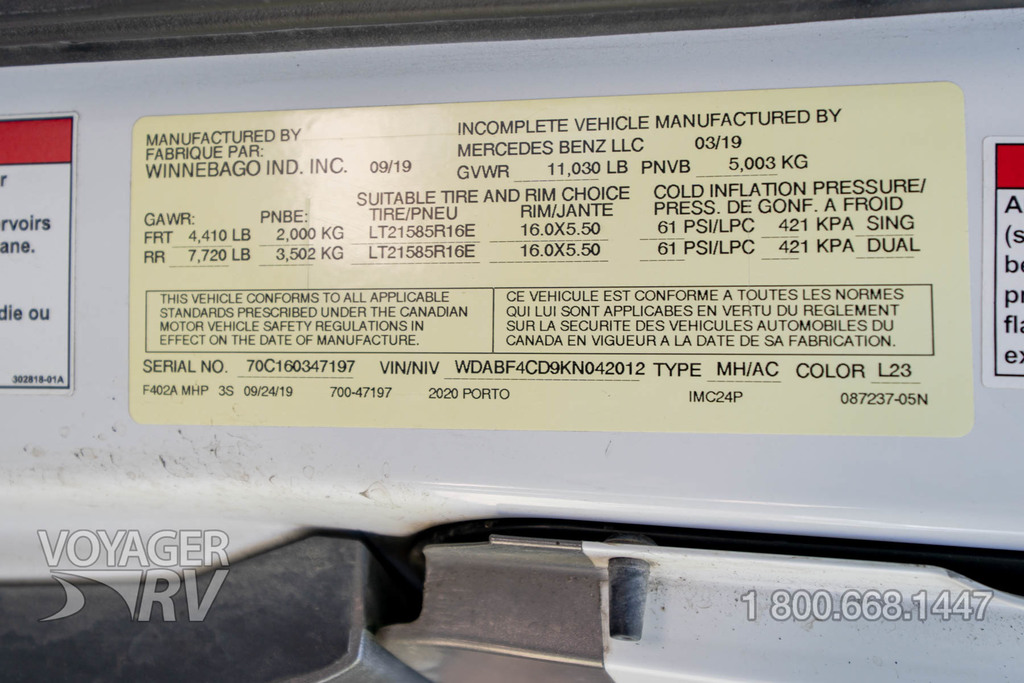 MANUFACTURED BY
FABRIQUE PAR:
WINNEBAGO IND. INC. 09/19
INCOMPLETE VEHICLE MANUFACTURED BY
MERCEDES BENZ LLC 03/19
GVWR 11,030 LB PNVB 5,003 KG
SUITABLE TIRE AND RIM CHOICE COLD INFLATION PRESSURE/
GAWR: PNBE: TIRE/PNEU RIM/JANTE PRESS. DE GONF. A FROID
FRT 4,410 LB 2,000 KG LT21585R16E 16.0X5.50 61 PSI/LPC 421 KPA SING
RR 7,720 LB 3,502 KG LT21585R16E 16.0X5.50 61 PSI/LPC 421 KPA DUAL
THIS VEHICLE CONFORMS TO ALL APPLICABLE
STANDARDS PRESCRIBED UNDER THE CANADIAN
MOTOR VEHICLE SAFETY REGULATIONS IN
EFFECT ON THE DATE OF MANUFACTURE.
CE VEHICULE EST CONFORME A TOUTES LES NORMES
QUI LUI SONT APPLICABES EN VERTU DU REGLEMENT
SUR LA SECURITE DES VEHICULES AUTOMOBILES DU
CANADA EN VIGUEUR A LA DATE DE SA FABRICATION.
SERIAL NO. 70C160347197 VIN/NIV WDABF4CD9KN042012 TYPE MH/AC COLOR L23
F402A MHP 3S 09/24/19 700-47197 2020 PORTO IMC24P 087237-05N
die ou
302818-01A
VOYAGER
RV
1 800.668.1447